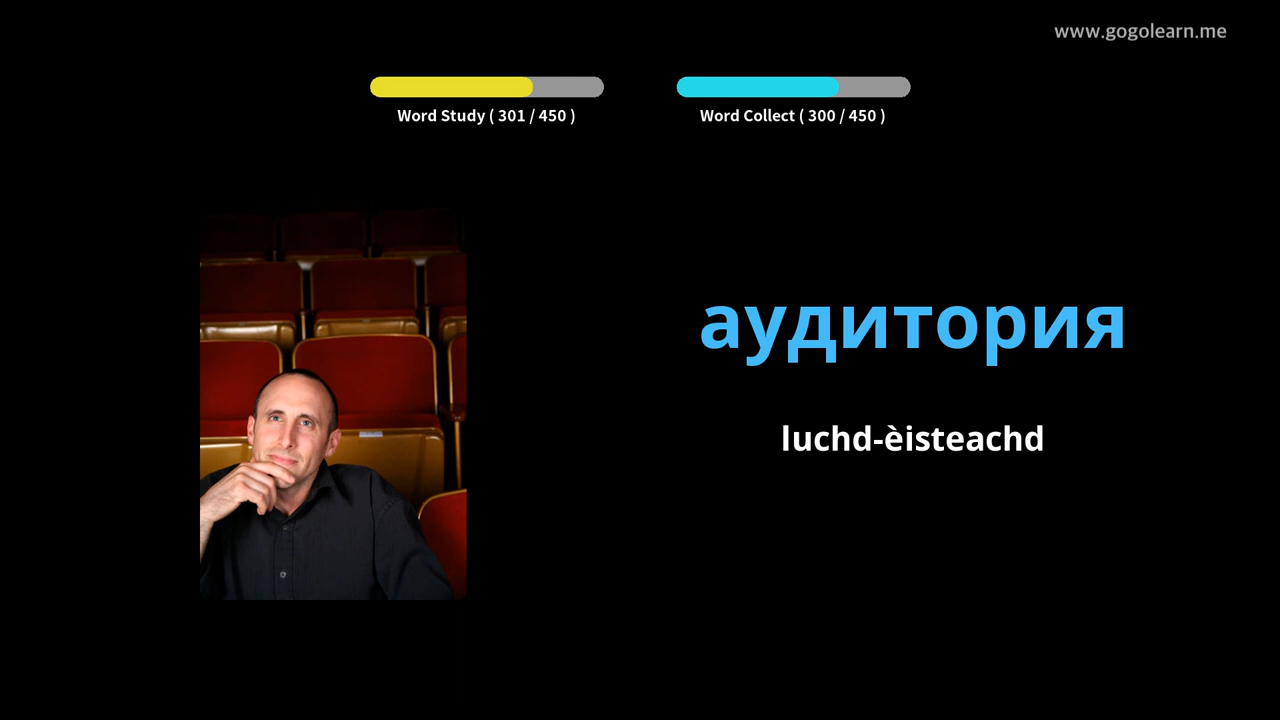 www.gogolearn.me
Word Study ( 301 / 450 )
Word Collect ( 300 / 450 )
аудитория
luchd-èisteachd